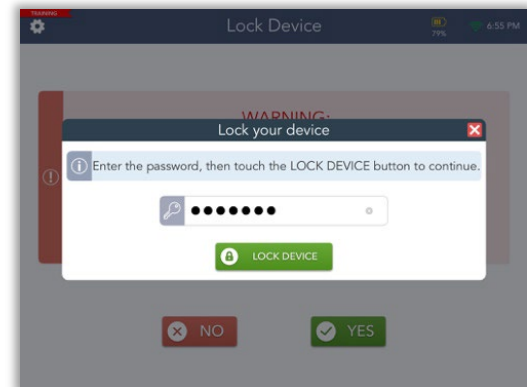 TRAINING
Lock Device
79%
6:55 PM
WARNING:
Lock your device
Enter the password, then touch the LOCK DEVICE button to continue.
●●●●●●●
LOCK DEVICE
NO
YES